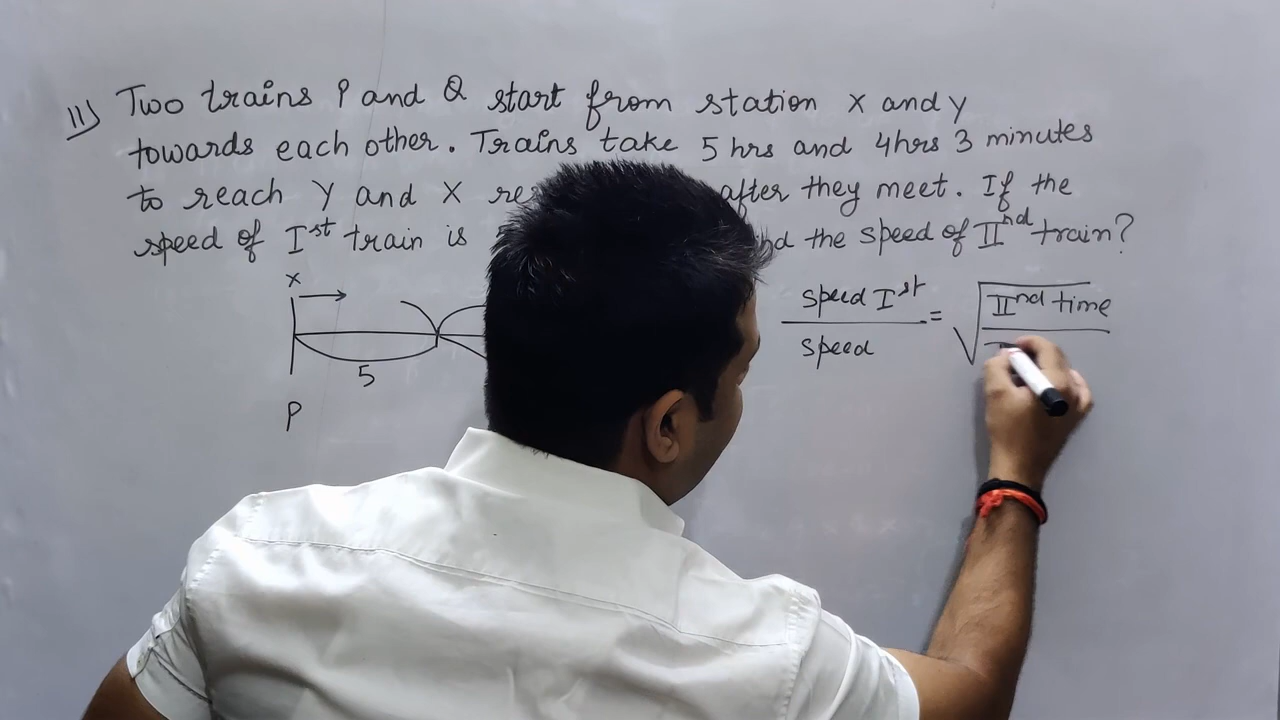 11) Two trains P and Q start from station X and Y
towards each other. Trains take 5 hrs and 4hrs 3 minutes
to reach Y and X after they meet. If the
speed of Ist train is the speed of IInd train?
X
5
P
speed Ist
speed
=
√ IInd time